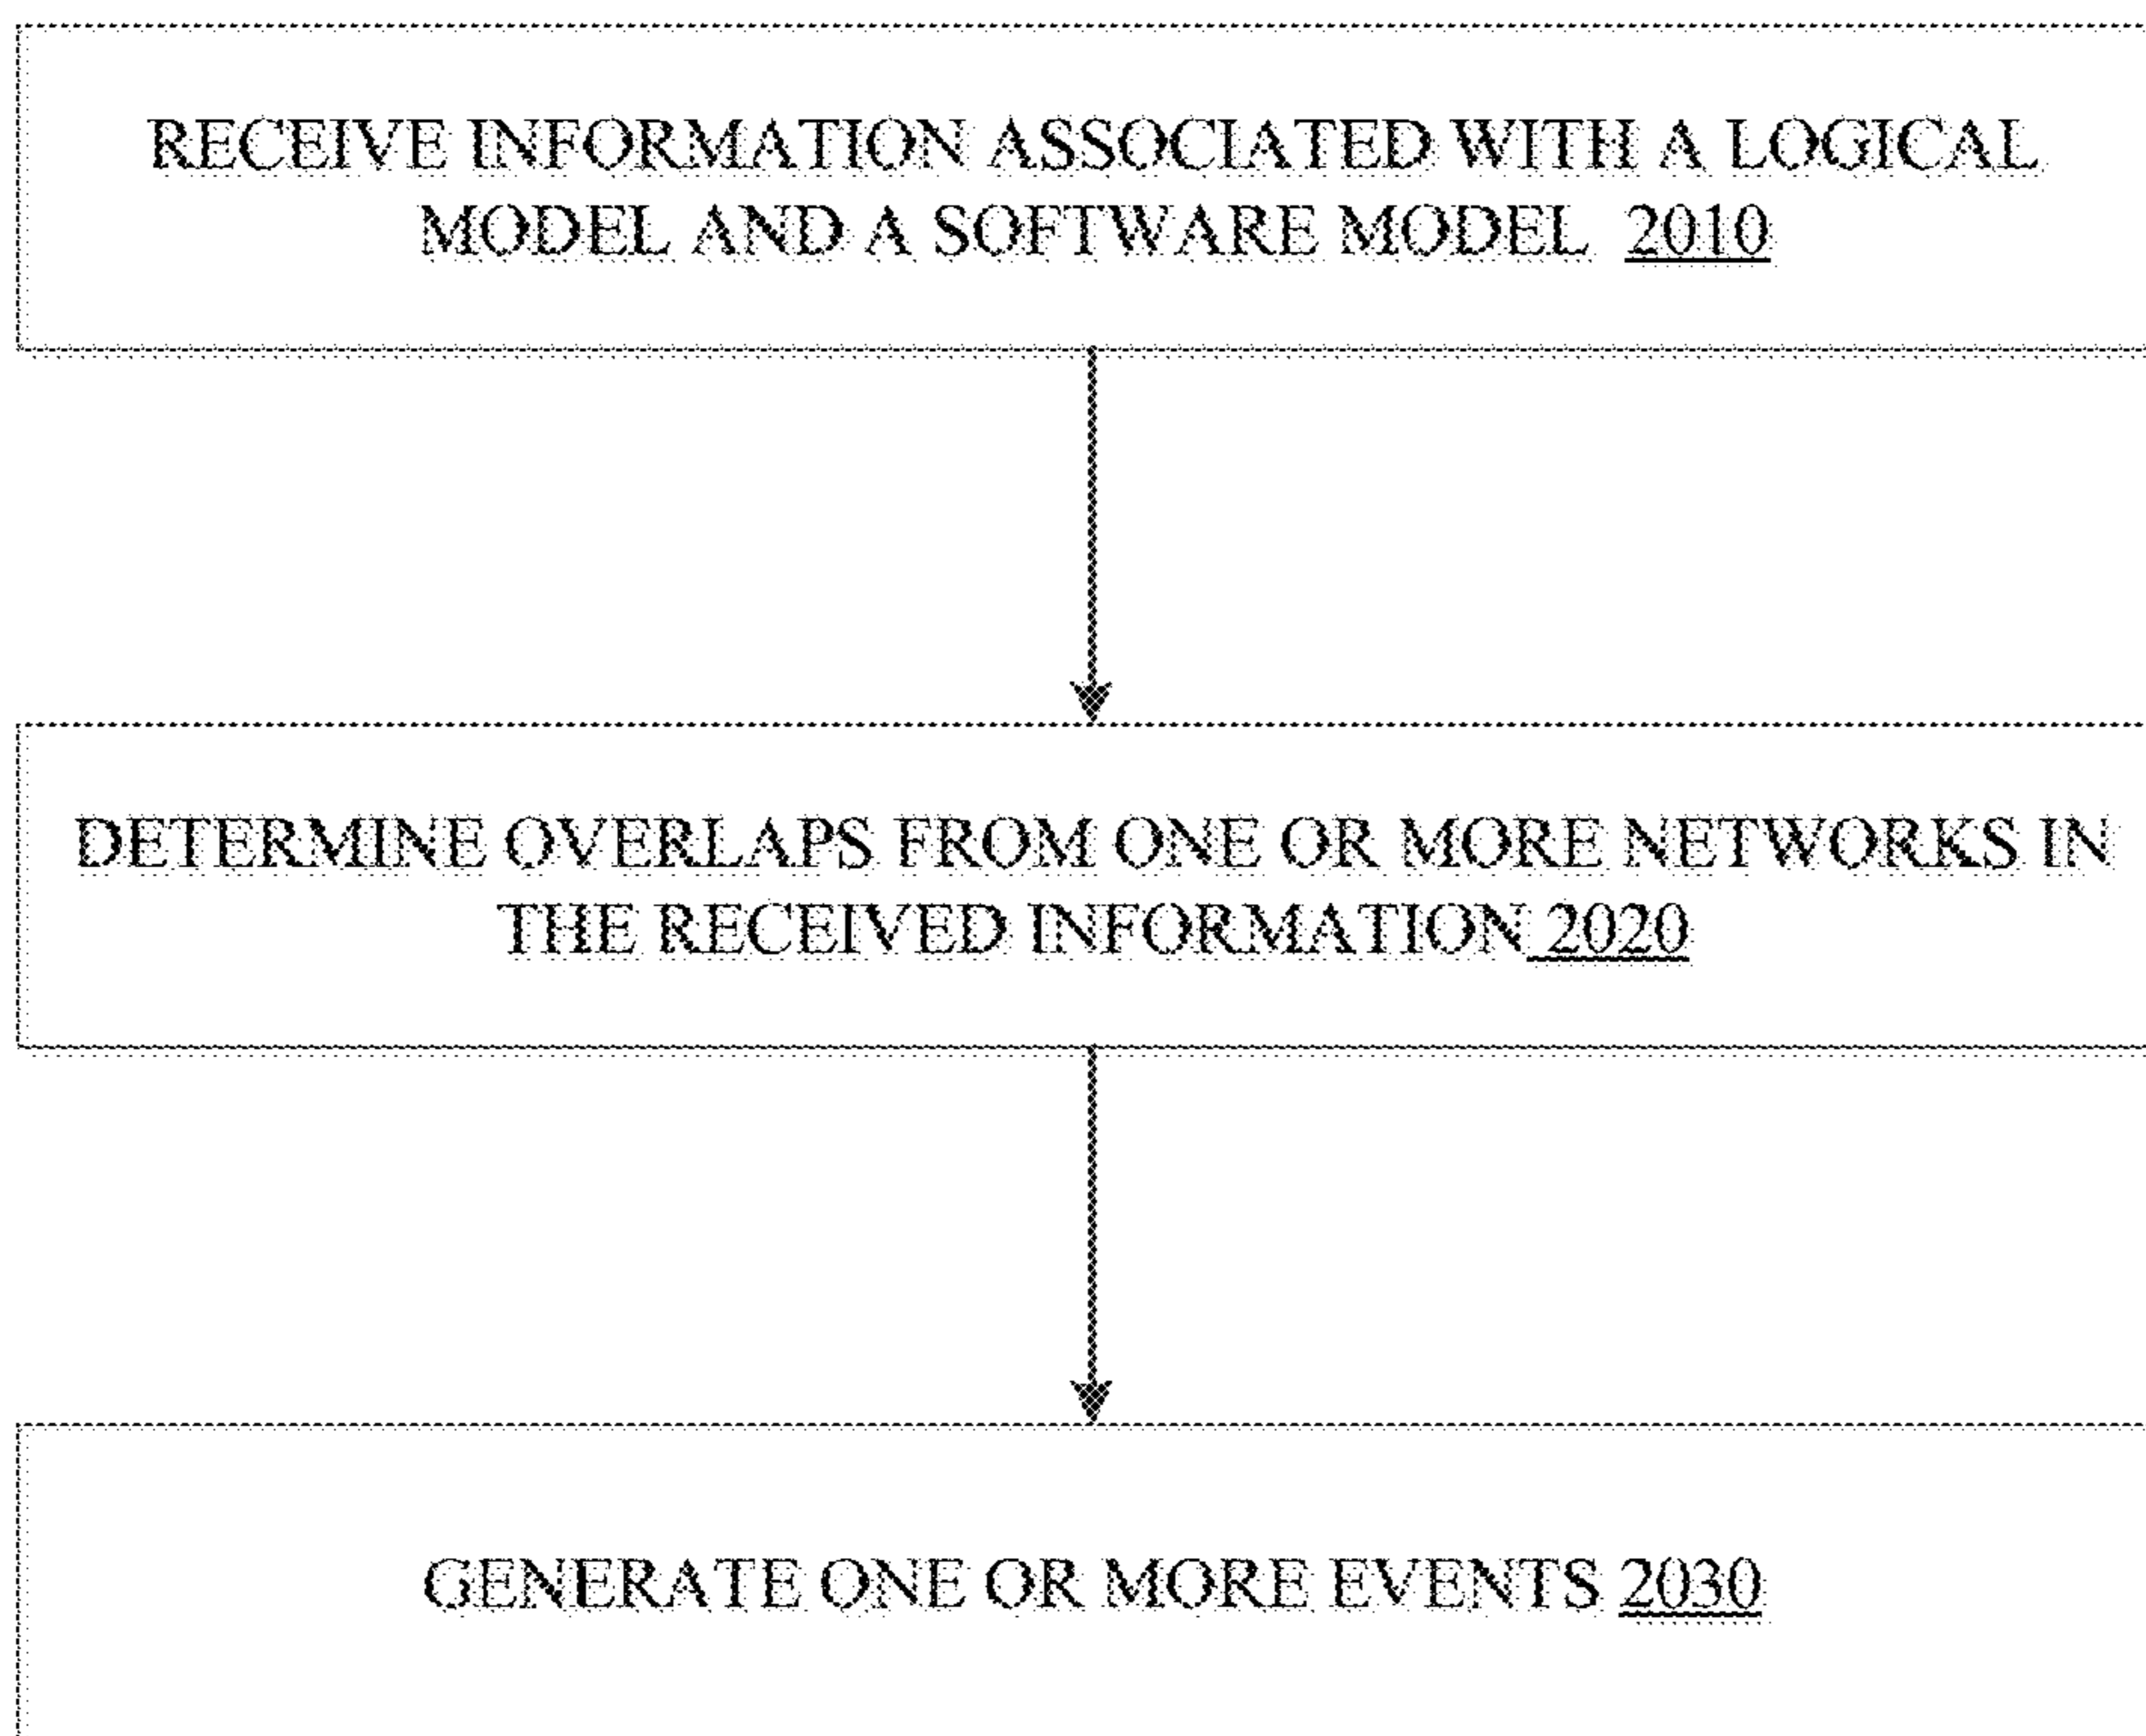 RECEIVE INFORMATION ASSOCIATED WITH A LOGICAL
MODEL AND A SOFTWARE MODEL 2010
DETERMINE OVERLAPS FROM ONE OR MORE NETWORKS IN
THE RECEIVED INFORMATION 2020
GENERATE ONE OR MORE EVENTS 2030